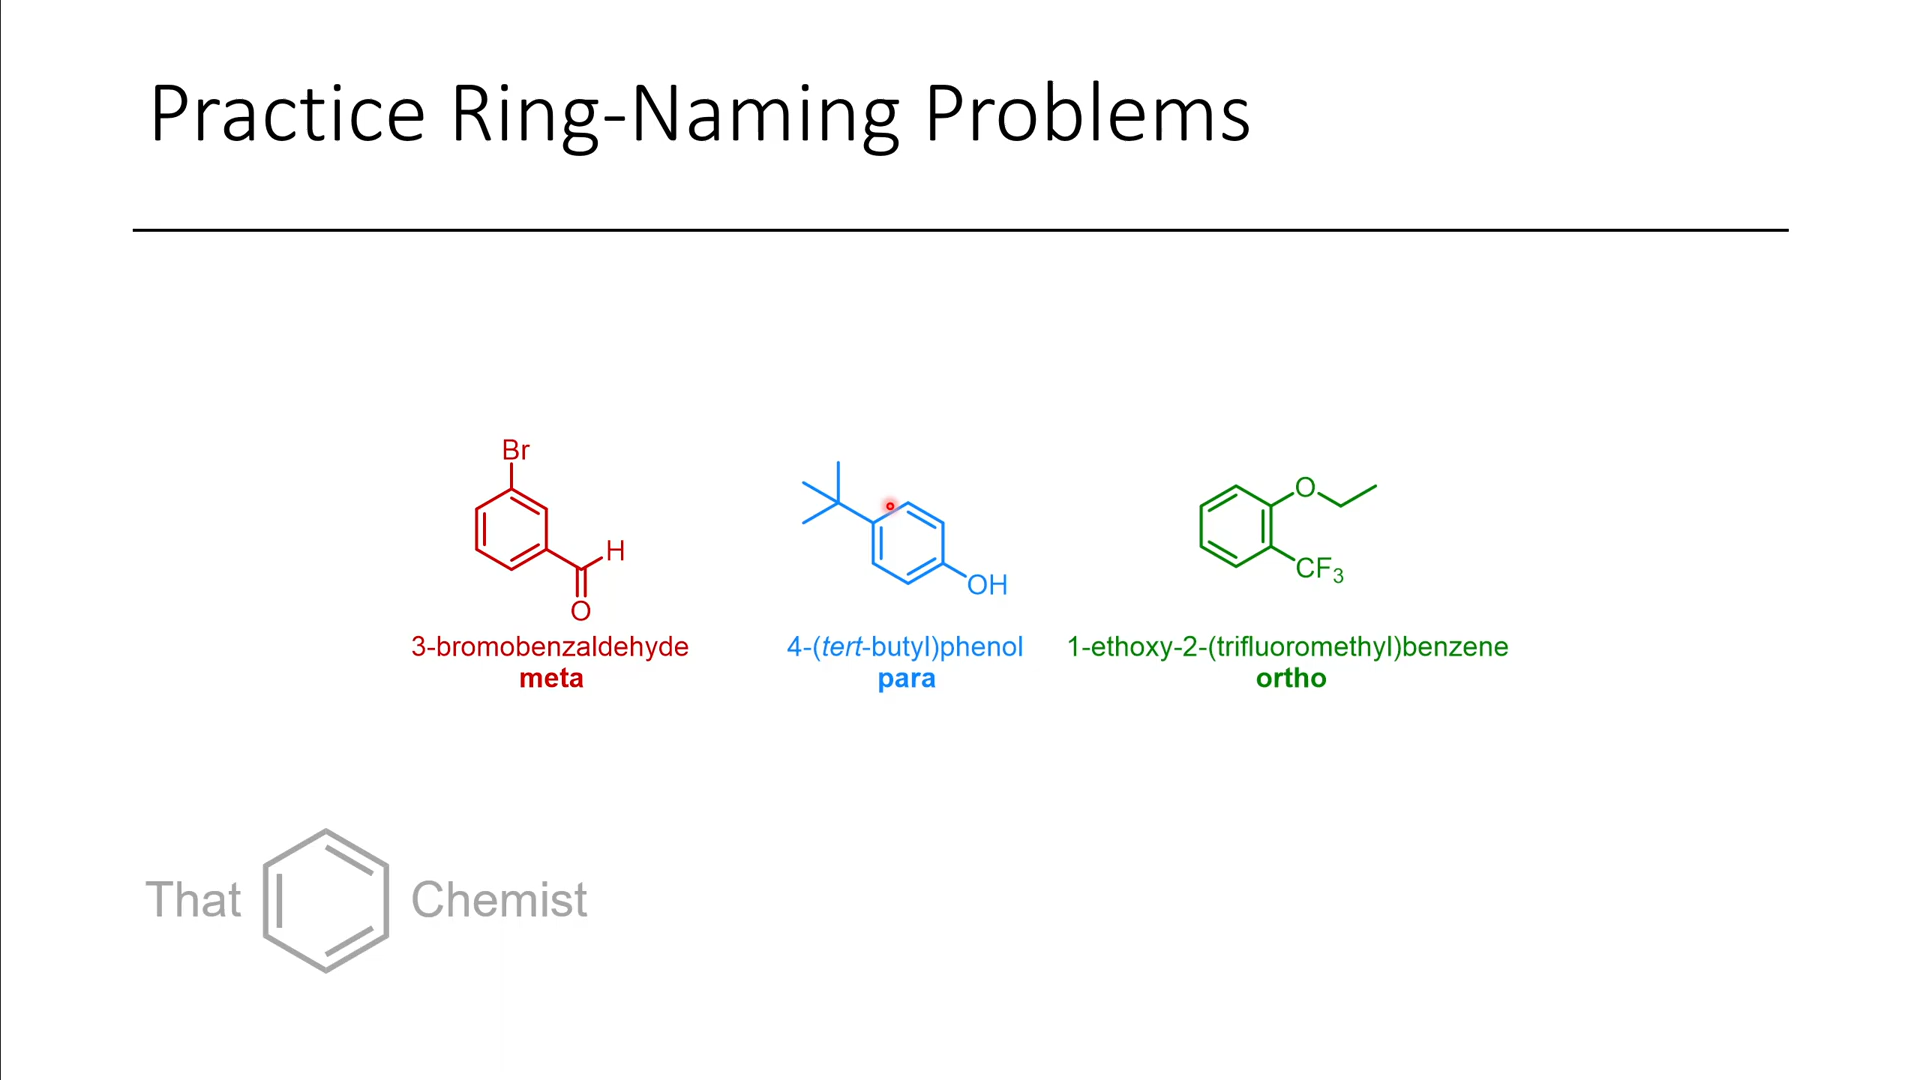 Practice Ring-Naming Problems
Br
H
O
OH
O
CF3
3-bromobenzaldehyde
meta
4-(tert-butyl)phenol
para
1-ethoxy-2-(trifluoromethyl)benzene
ortho
That Chemist